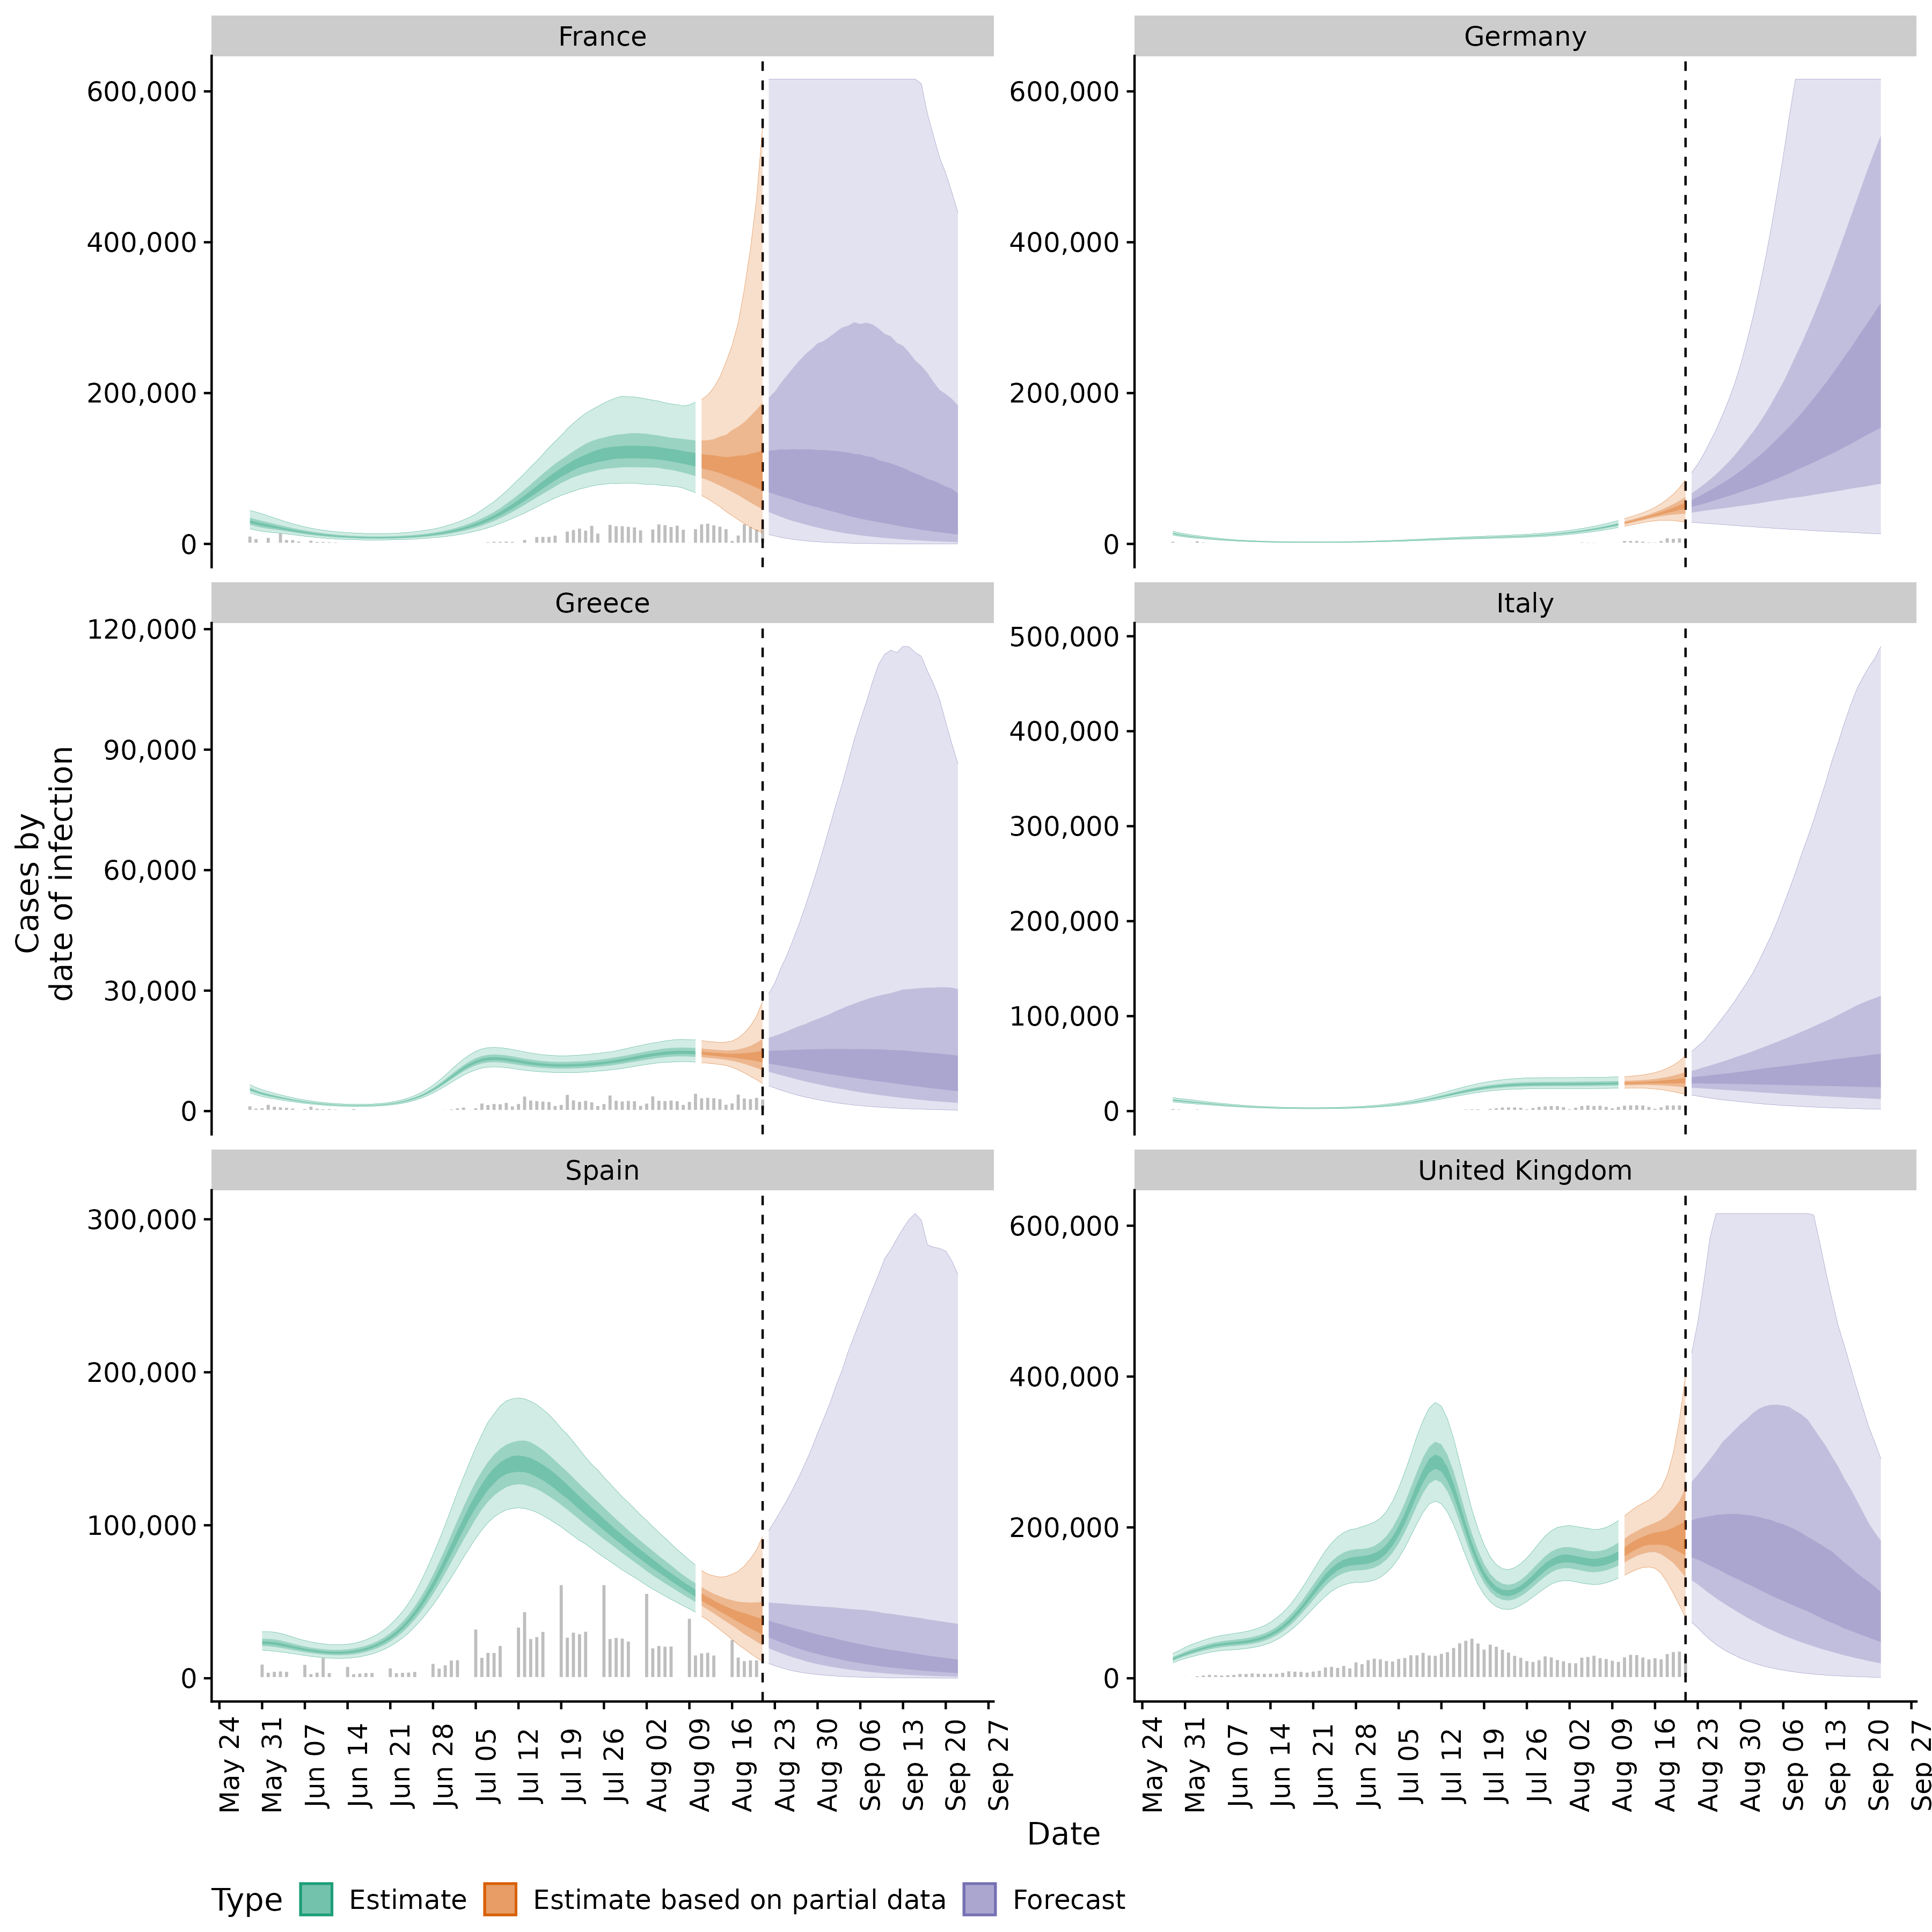 France
Germany
600,000
400,000
200,000
0
600,000
400,000
200,000
0
Greece
Italy
120,000
90,000
60,000
30,000
0
500,000
400,000
300,000
200,000
100,000
0
Spain
United Kingdom
300,000
200,000
100,000
0
600,000
400,000
200,000
0
Cases by
date of infection
May 24
May 31
Jun 07
Jun 14
Jun 21
Jun 28
Jul 05
Jul 12
Jul 19
Jul 26
Aug 02
Aug 09
Aug 16
Aug 23
Aug 30
Sep 06
Sep 13
Sep 20
Sep 27
May 24
May 31
Jun 07
Jun 14
Jun 21
Jun 28
Jul 05
Jul 12
Jul 19
Jul 26
Aug 02
Aug 09
Aug 16
Aug 23
Aug 30
Sep 06
Sep 13
Sep 20
Sep 27
Date
Type Estimate Estimate based on partial data Forecast